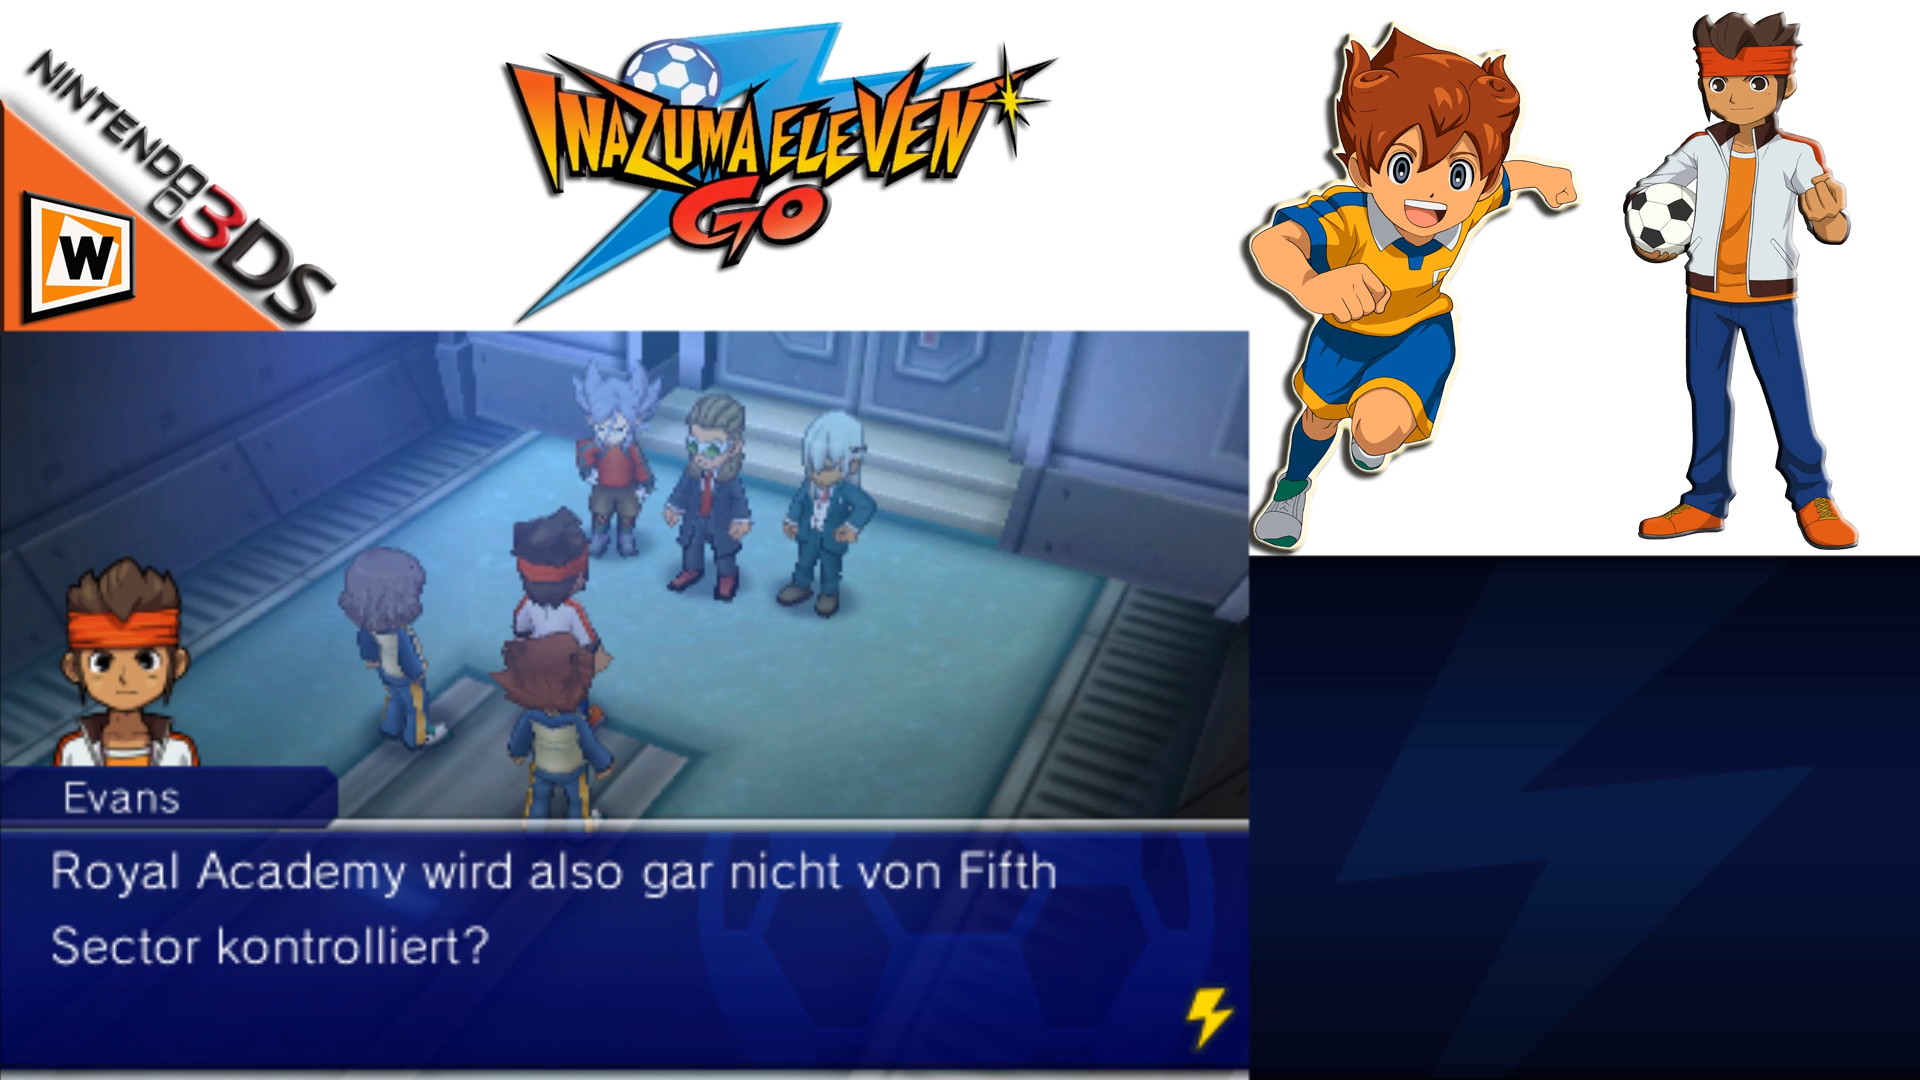 NINTENDO 3DS
W
INAZUMA ELEVEN
GO
Evans
Royal Academy wird also gar nicht von Fifth
Sector kontrolliert?